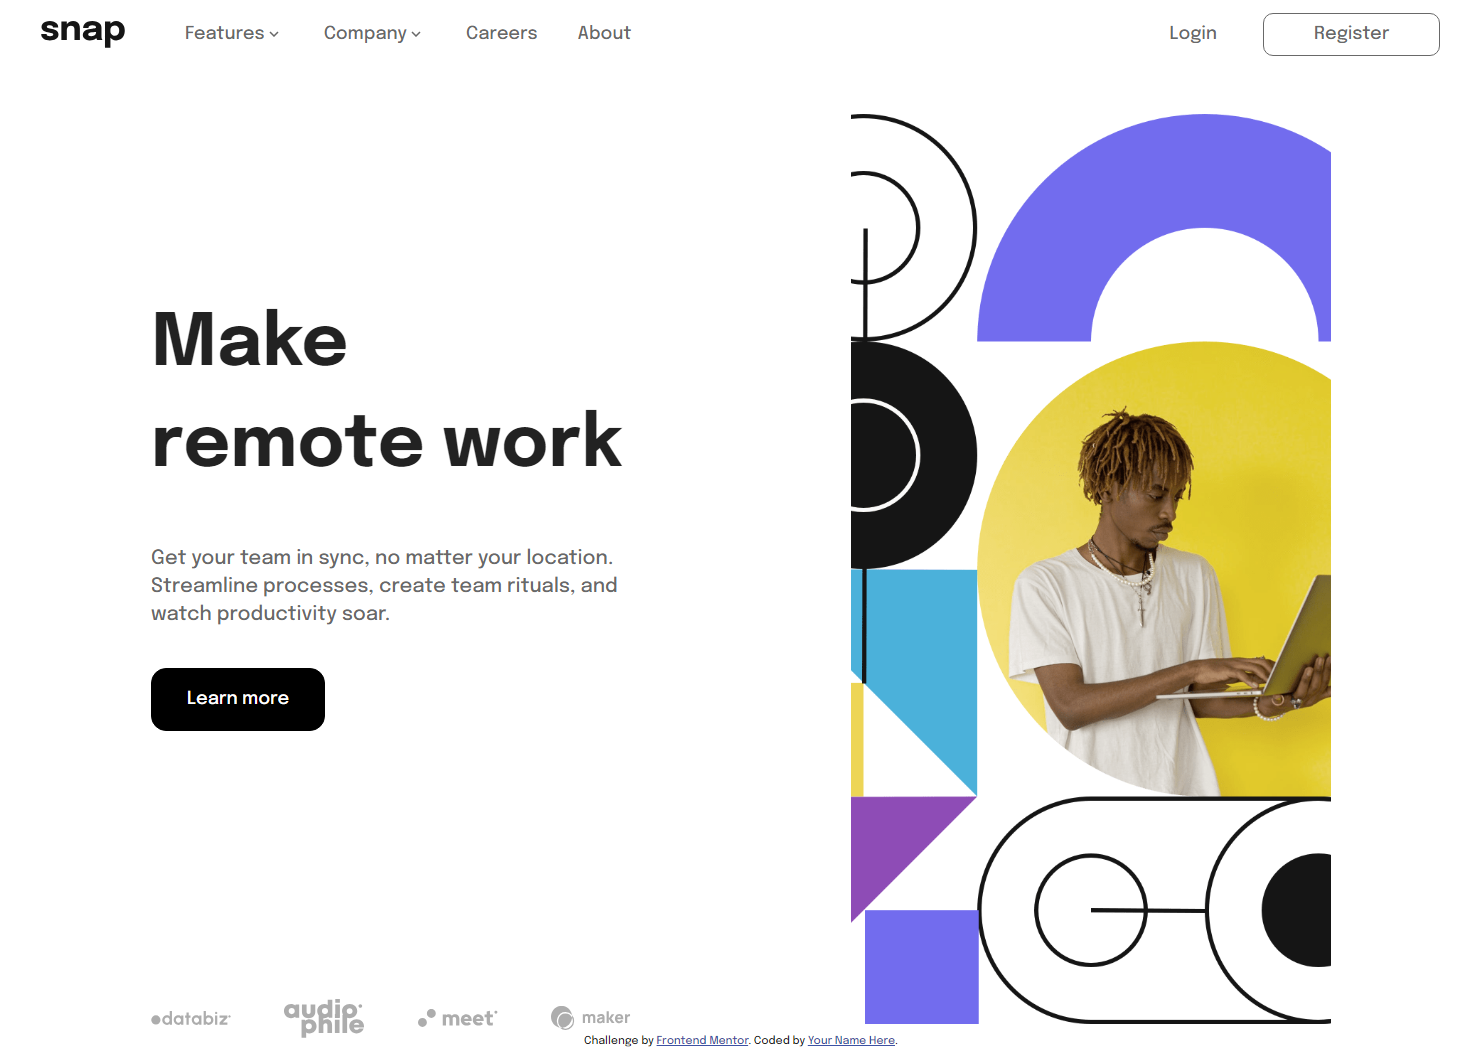 snap Features Company Careers About Login Register
Make
remote work
Get your team in sync, no matter your location.
Streamline processes, create team rituals, and
watch productivity soar.
Learn more
databiz audiophile meet maker
Challenge by Frontend Mentor. Coded by Your Name Here.